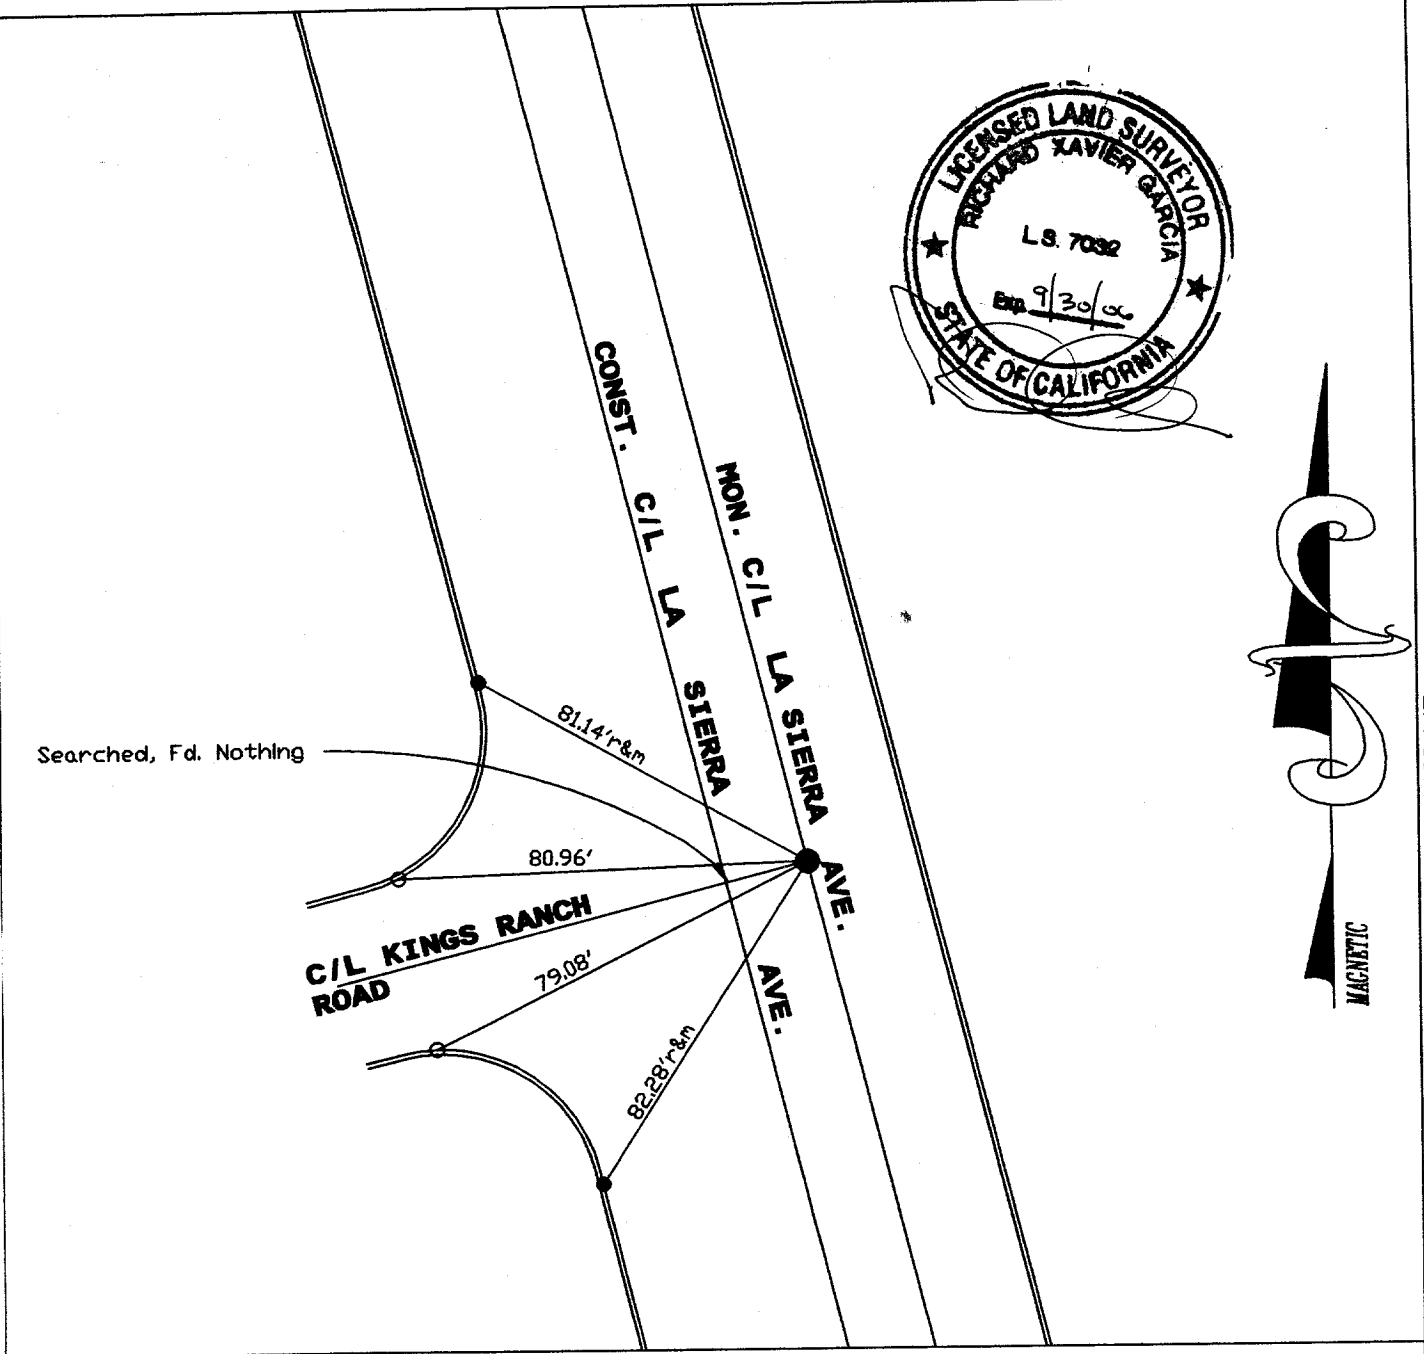 LICENSED LAND SURVEYOR
RICHARD XAVIER GARCIA
L.S. 7032
Exp. 9/30/06
STATE OF CALIFORNIA
CONST. C/L LA SIERRA AVE.
MON. C/L LA SIERRA AVE.
81.14'r&m
Searched, Fd. Nothing
80.96'
C/L KINGS RANCH
ROAD
79.08'
82.28'r&m
MAGNETIC